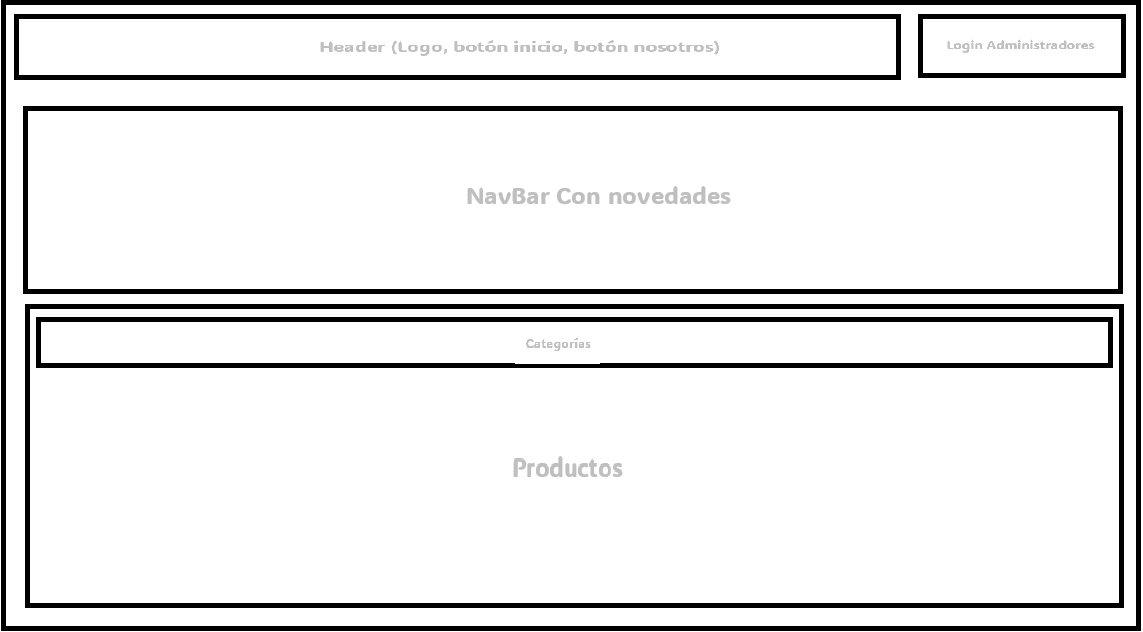 Header (Logo, botón inicio, botón nosotros)
Login Administradores
NavBar Con novedades
Categorías
Productos